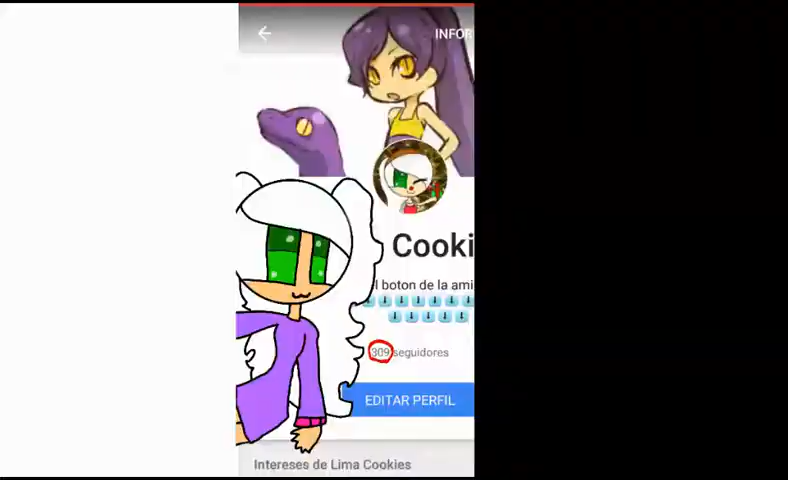 INFOR
Cooki
l boton de la ami
309 seguidores
EDITAR PERFIL
Intereses de Lima Cookies